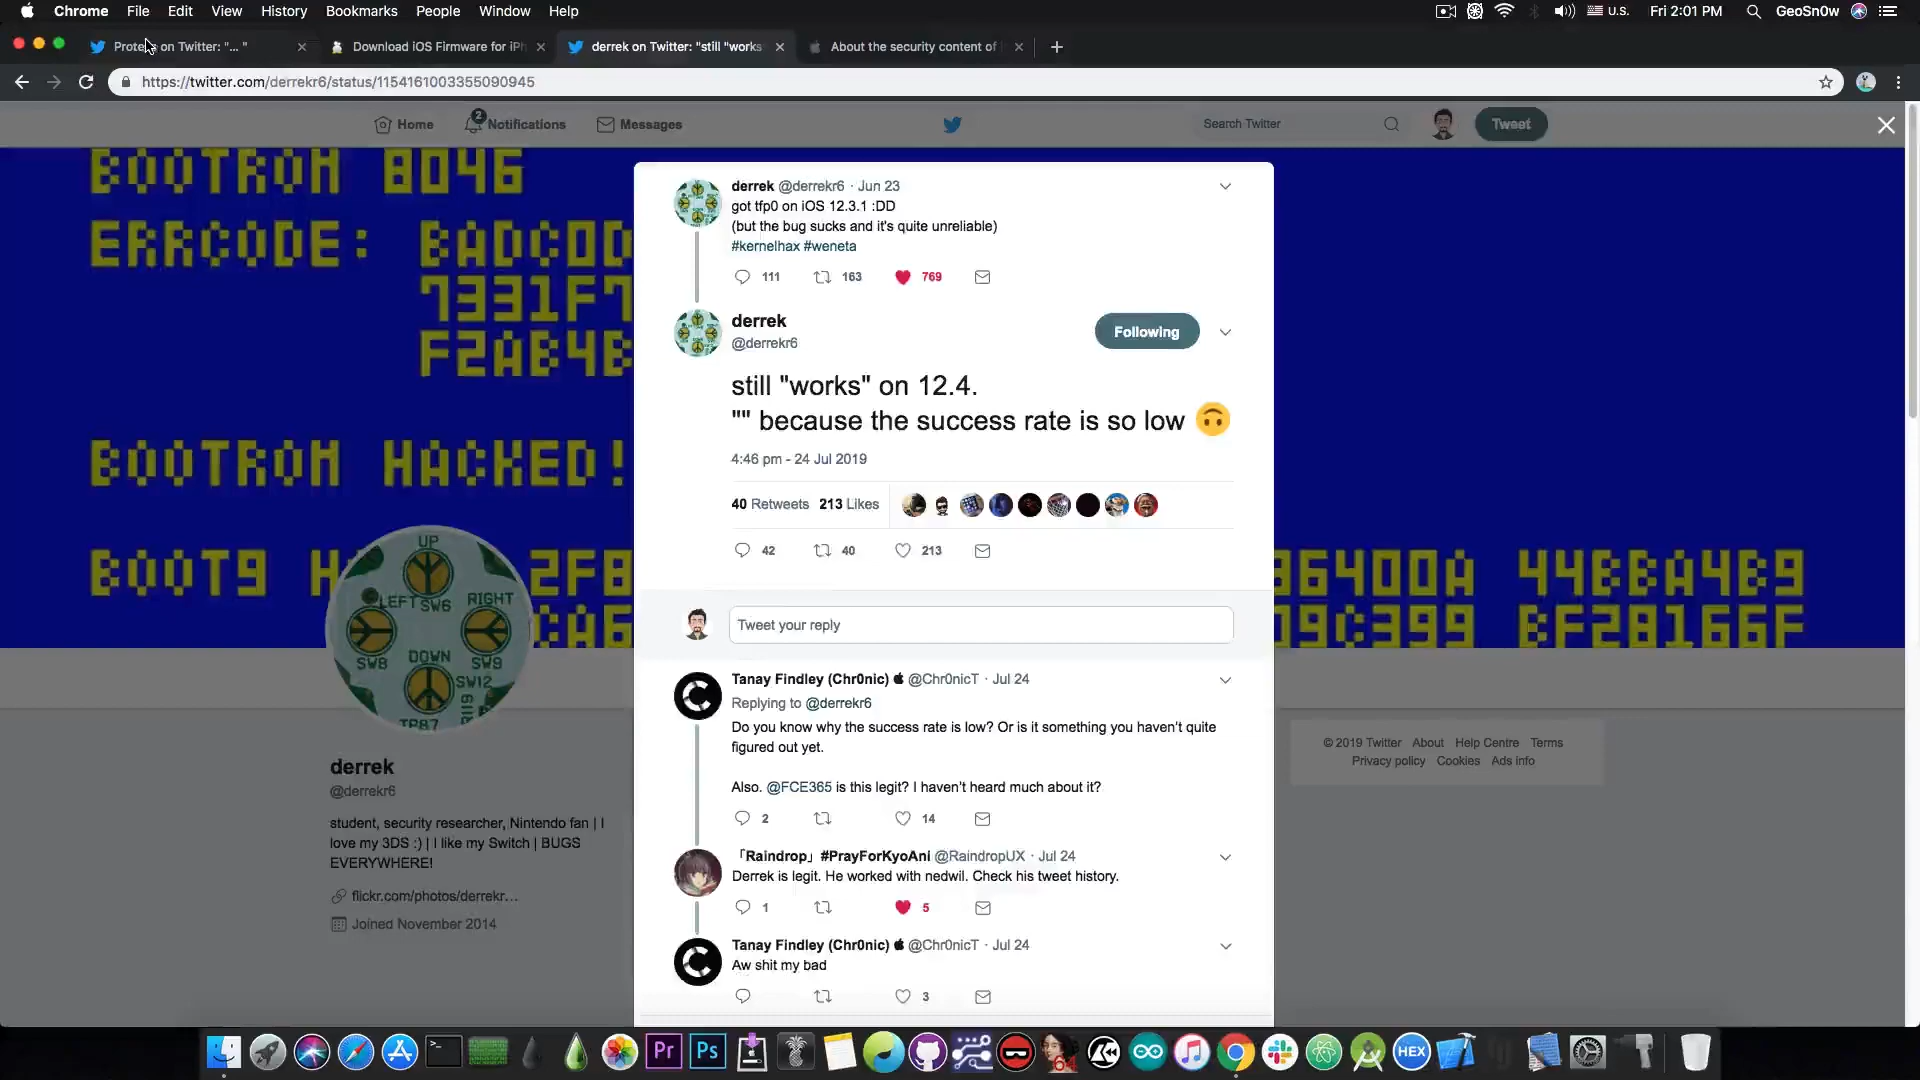 Chrome File Edit View History Bookmarks People Window Help U.S. Fri 2:01 PM GeoSn0w
on Twitter: "... " Download iOS Firmware for derrek on Twitter: "still "works About the security content of
https://twitter.com/derrekr6/status/1154161003355090945
Home 2 Notifications Messages Search Twitter Tweet
BOOTROM 8046
ERRCODE:
7331F7
F2AB4B
BOOTROM HACKED!
BOOT9
86400A 44BBA4B9
09C399 BF28166F
UP
LEFT SW6 RIGHT
SW8 SW9
DOWN SW12
derrek @derrekr6 · Jun 23
got tfp0 on iOS 12.3.1 :DD
(but the bug sucks and it's quite unreliable)
#kernelhax #weneta
111 163 769
derrek
@derrekr6
Following
still "works" on 12.4.
"" because the success rate is so low 🙃
4:46 pm - 24 Jul 2019
40 Retweets 213 Likes
42 40 213
Tweet your reply
Tanay Findley (Chr0nic) @Chr0nicT · Jul 24
Replying to @derrekr6
Do you know why the success rate is low? Or is it something you haven't quite
figured out yet.
Also. @FCE365 is this legit? I haven't heard much about it?
2 14
「Raindrop」#PrayForKyoAni @RaindropUX · Jul 24
Derrek is legit. He worked with nedwil. Check his tweet history.
1 5
Tanay Findley (Chr0nic) @Chr0nicT · Jul 24
Aw shit my bad
3
derrek
@derrekr6
student, security researcher, Nintendo fan | I
love my 3DS :) | I like my Switch | BUGS
EVERYWHERE!
flickr.com/photos/derrekr...
Joined November 2014
© 2019 Twitter About Help Centre Terms
Privacy policy Cookies Ads info
Pr Ps 64 HEX